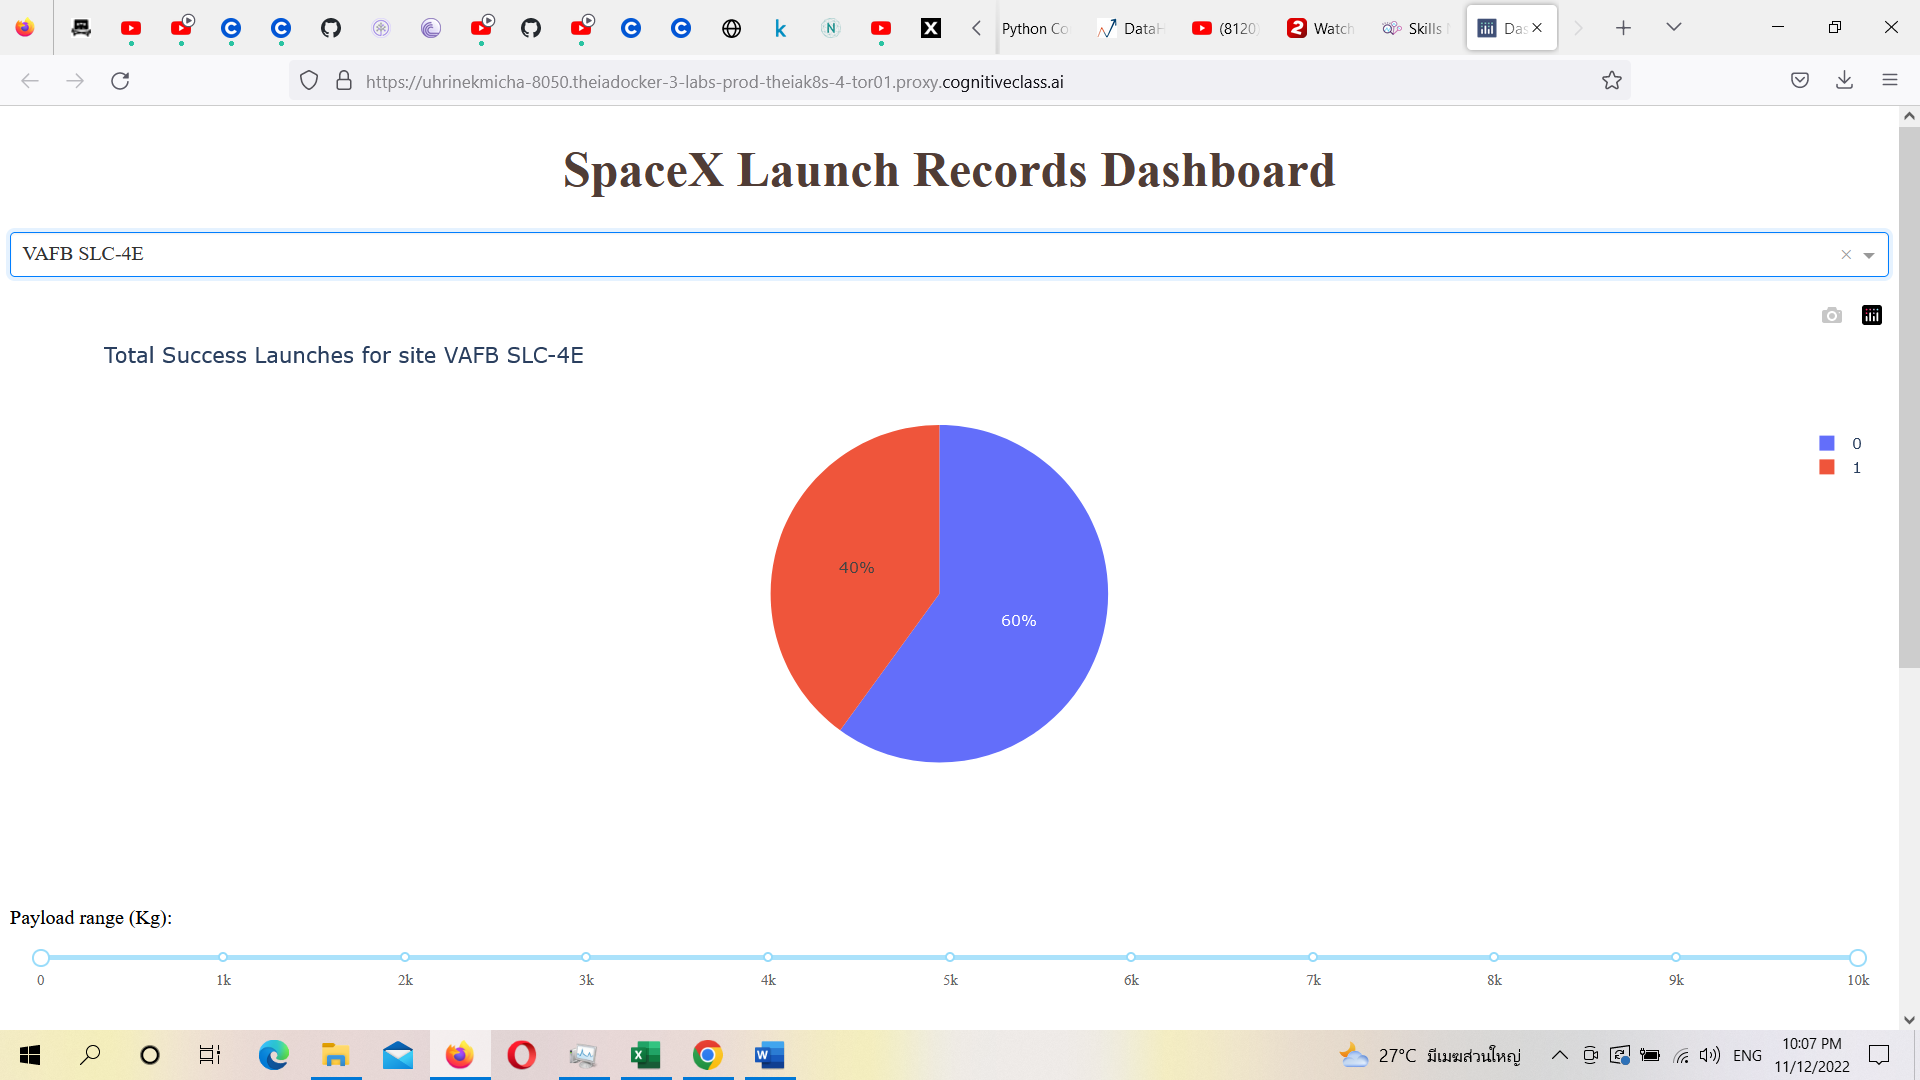 Python Co
DataH
(8120)
Watch
Skills
Das
https://uhrinekmicha-8050.theiadocker-3-labs-prod-theiak8s-4-tor01.proxy.cognitiveclass.ai
SpaceX Launch Records Dashboard
VAFB SLC-4E
Total Success Launches for site VAFB SLC-4E
0
1
40%
60%
Payload range (Kg):
0 1k 2k 3k 4k 5k 6k 7k 8k 9k 10k
27°C มีเมฆส่วนใหญ่ ENG
10:07 PM
11/12/2022